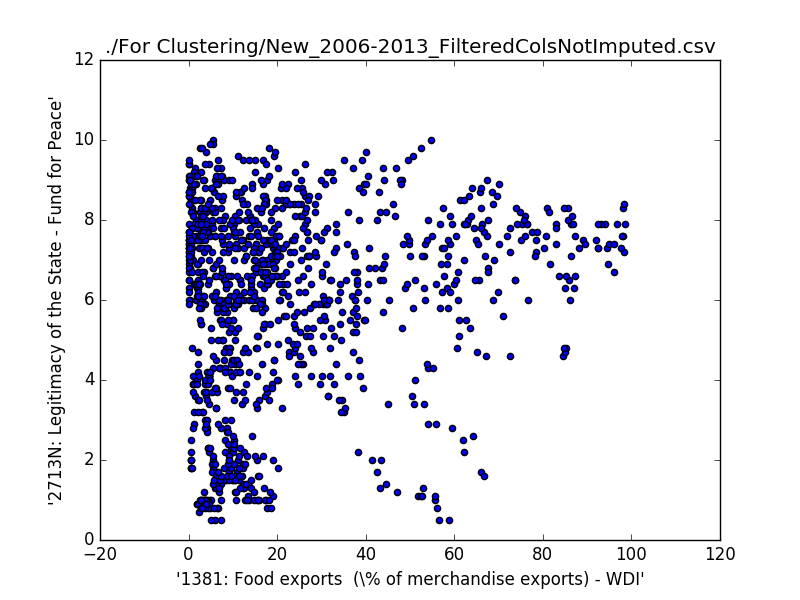 ./For Clustering/New_2006-2013_FilteredColsNotImputed.csv
12
10
8
6
4
2
0
'2713N: Legitimacy of the State - Fund for Peace'
−20 0 20 40 60 80 100 120
'1381: Food exports  (\% of merchandise exports) - WDI'